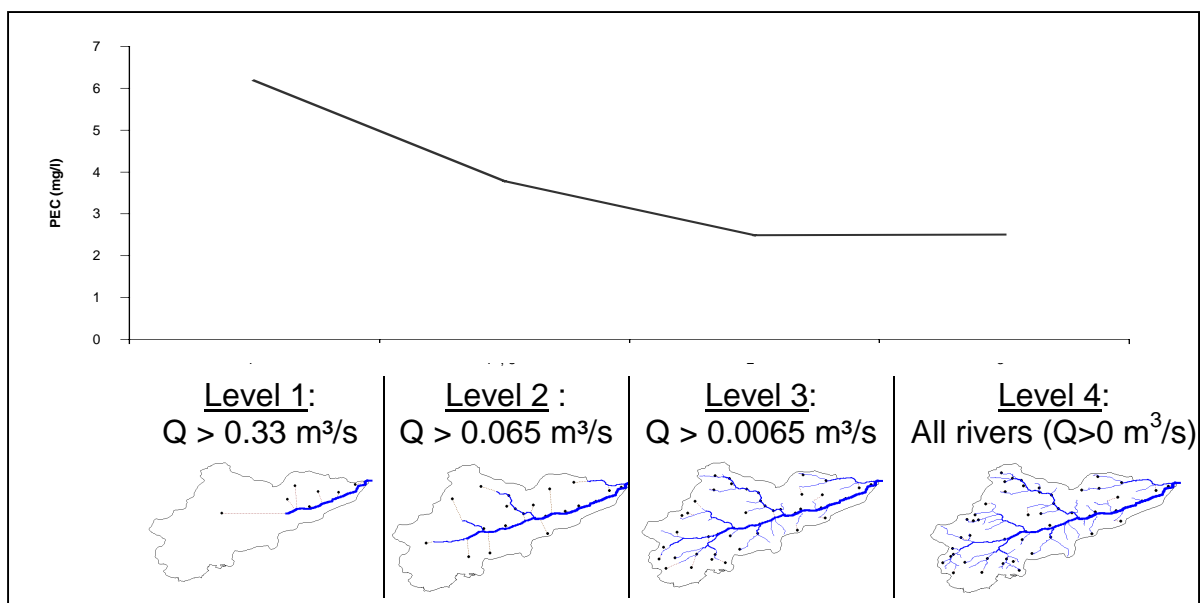 7
6
5
4
3
2
1
0
PEC (mg/l)
Level 1:
Q > 0.33 m³/s
Level 2 :
Q > 0.065 m³/s
Level 3:
Q > 0.0065 m³/s
Level 4:
All rivers (Q>0 m³/s)